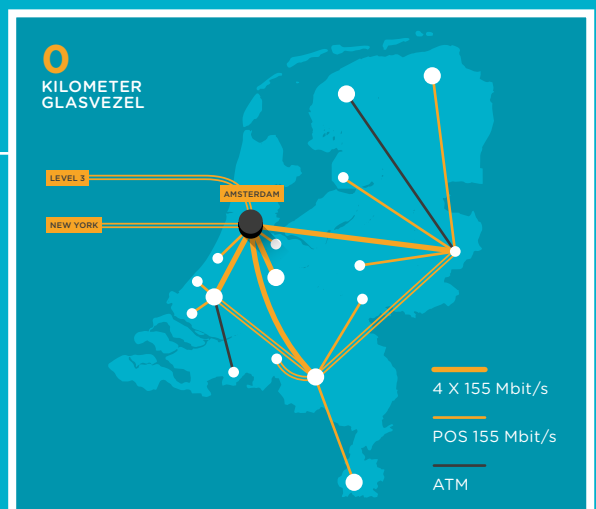 0
KILOMETER
GLASVEZEL
LEVEL 3
AMSTERDAM
NEW YORK
4 X 155 Mbit/s
POS 155 Mbit/s
ATM